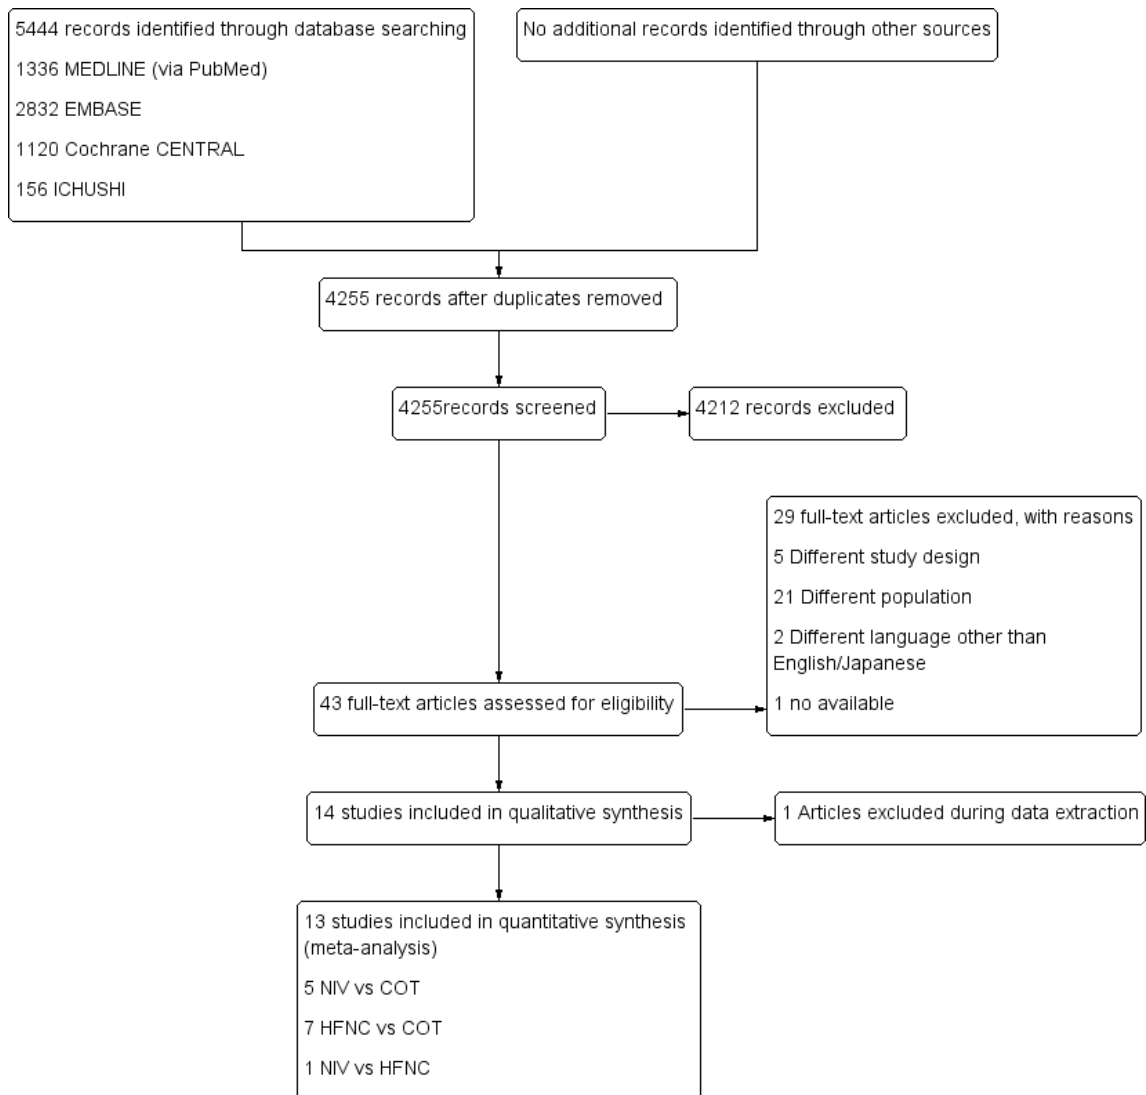 5444 records identified through database searching
1336 MEDLINE (via PubMed)
2832 EMBASE
1120 Cochrane CENTRAL
156 ICHUSHI
No additional records identified through other sources
4255 records after duplicates removed
4255records screened
4212 records excluded
29 full-text articles excluded, with reasons
5 Different study design
21 Different population
2 Different language other than
English/Japanese
1 no available
43 full-text articles assessed for eligibility
14 studies included in qualitative synthesis
1 Articles excluded during data extraction
13 studies included in quantitative synthesis
(meta-analysis)
5 NIV vs COT
7 HFNC vs COT
1 NIV vs HFNC